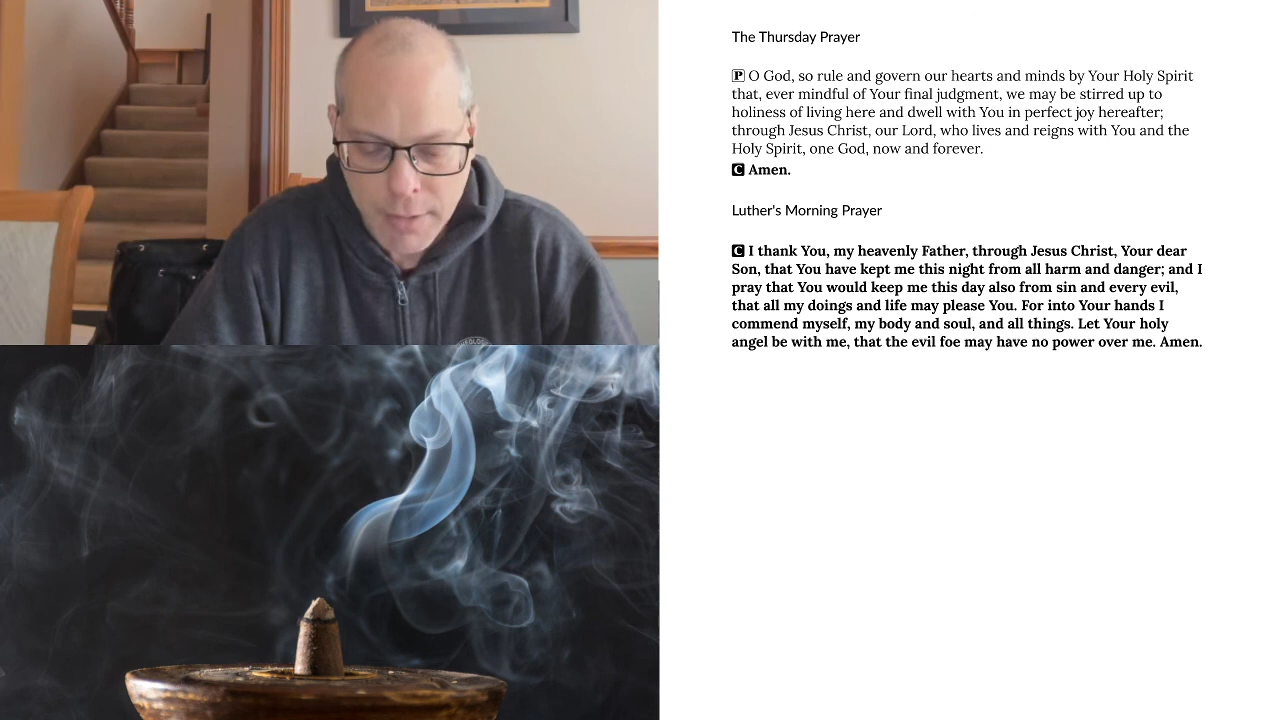 The Thursday Prayer
P O God, so rule and govern our hearts and minds by Your Holy Spirit
that, ever mindful of Your final judgment, we may be stirred up to
holiness of living here and dwell with You in perfect joy hereafter;
through Jesus Christ, our Lord, who lives and reigns with You and the
Holy Spirit, one God, now and forever.
C Amen.
Luther's Morning Prayer
C I thank You, my heavenly Father, through Jesus Christ, Your dear
Son, that You have kept me this night from all harm and danger; and I
pray that You would keep me this day also from sin and every evil,
that all my doings and life may please You. For into Your hands I
commend myself, my body and soul, and all things. Let Your holy
angel be with me, that the evil foe may have no power over me. Amen.